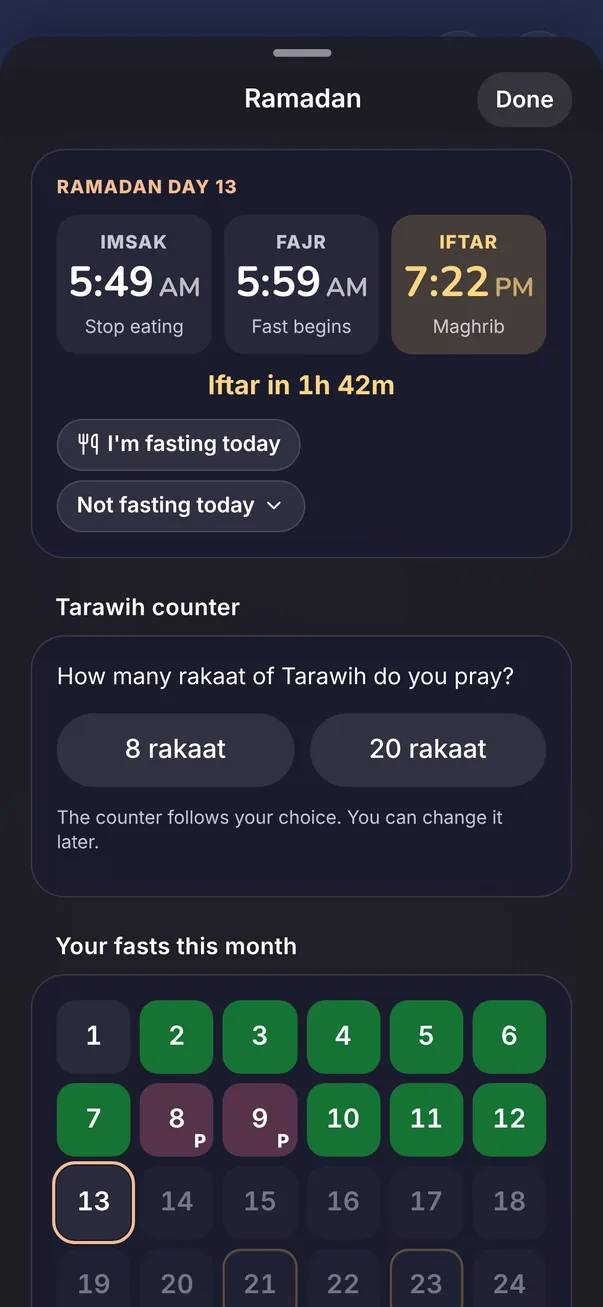 Ramadan
Done
RAMADAN DAY 13
IMSAK
5:49 AM
Stop eating
FAJR
5:59 AM
Fast begins
IFTAR
7:22 PM
Maghrib
Iftar in 1h 42m
I'm fasting today
Not fasting today
Tarawih counter
How many rakaat of Tarawih do you pray?
8 rakaat
20 rakaat
The counter follows your choice. You can change it
later.
Your fasts this month
1 2 3 4 5 6
7 8 P 9 P 10 11 12
13 14 15 16 17 18
19 20 21 22 23 24